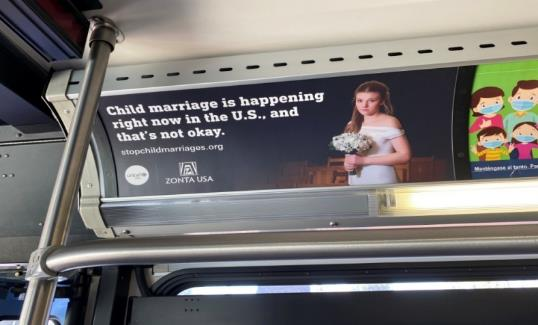 Child marriage is happening
right now in the U.S., and
that's not okay.
stopchildmarriages.org
unicef
ZONTA USA
Manténgase al tanto.